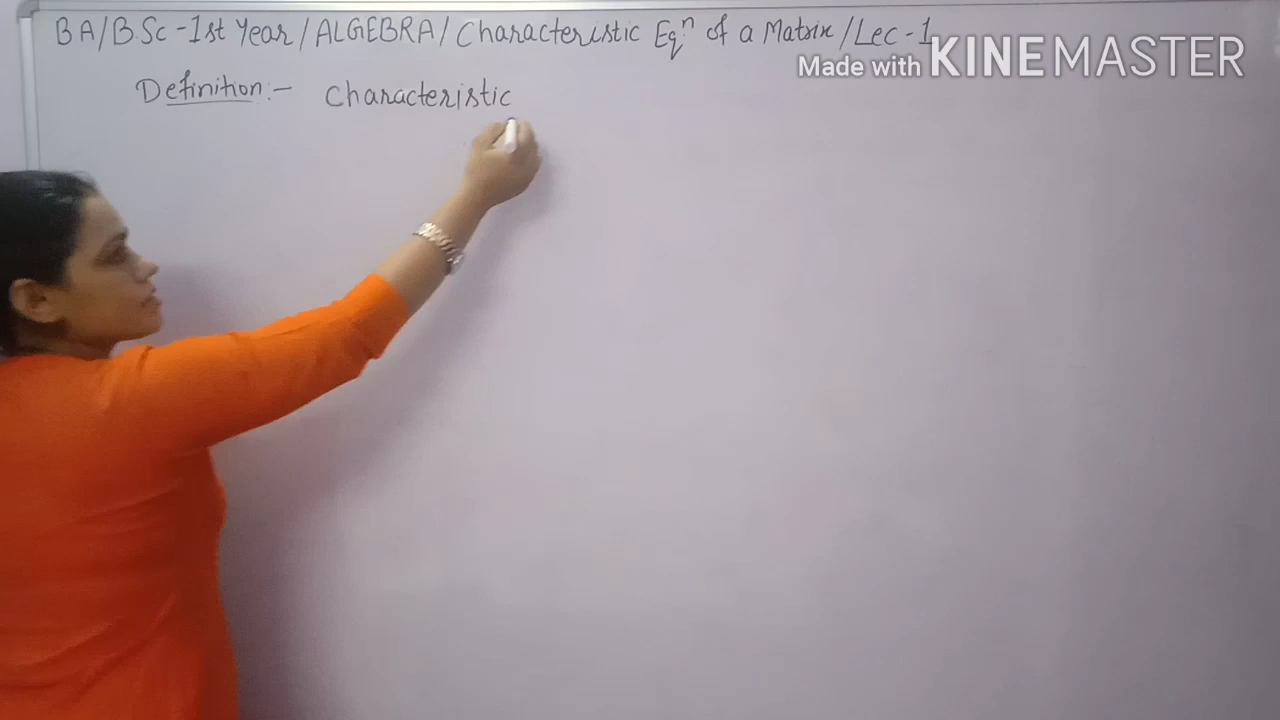 BA/B.Sc-1st Year/ALGEBRA/Characteristic Eqⁿ of a Matrix/Lec-1
Made with KINEMASTER
Definition:- Characteristic